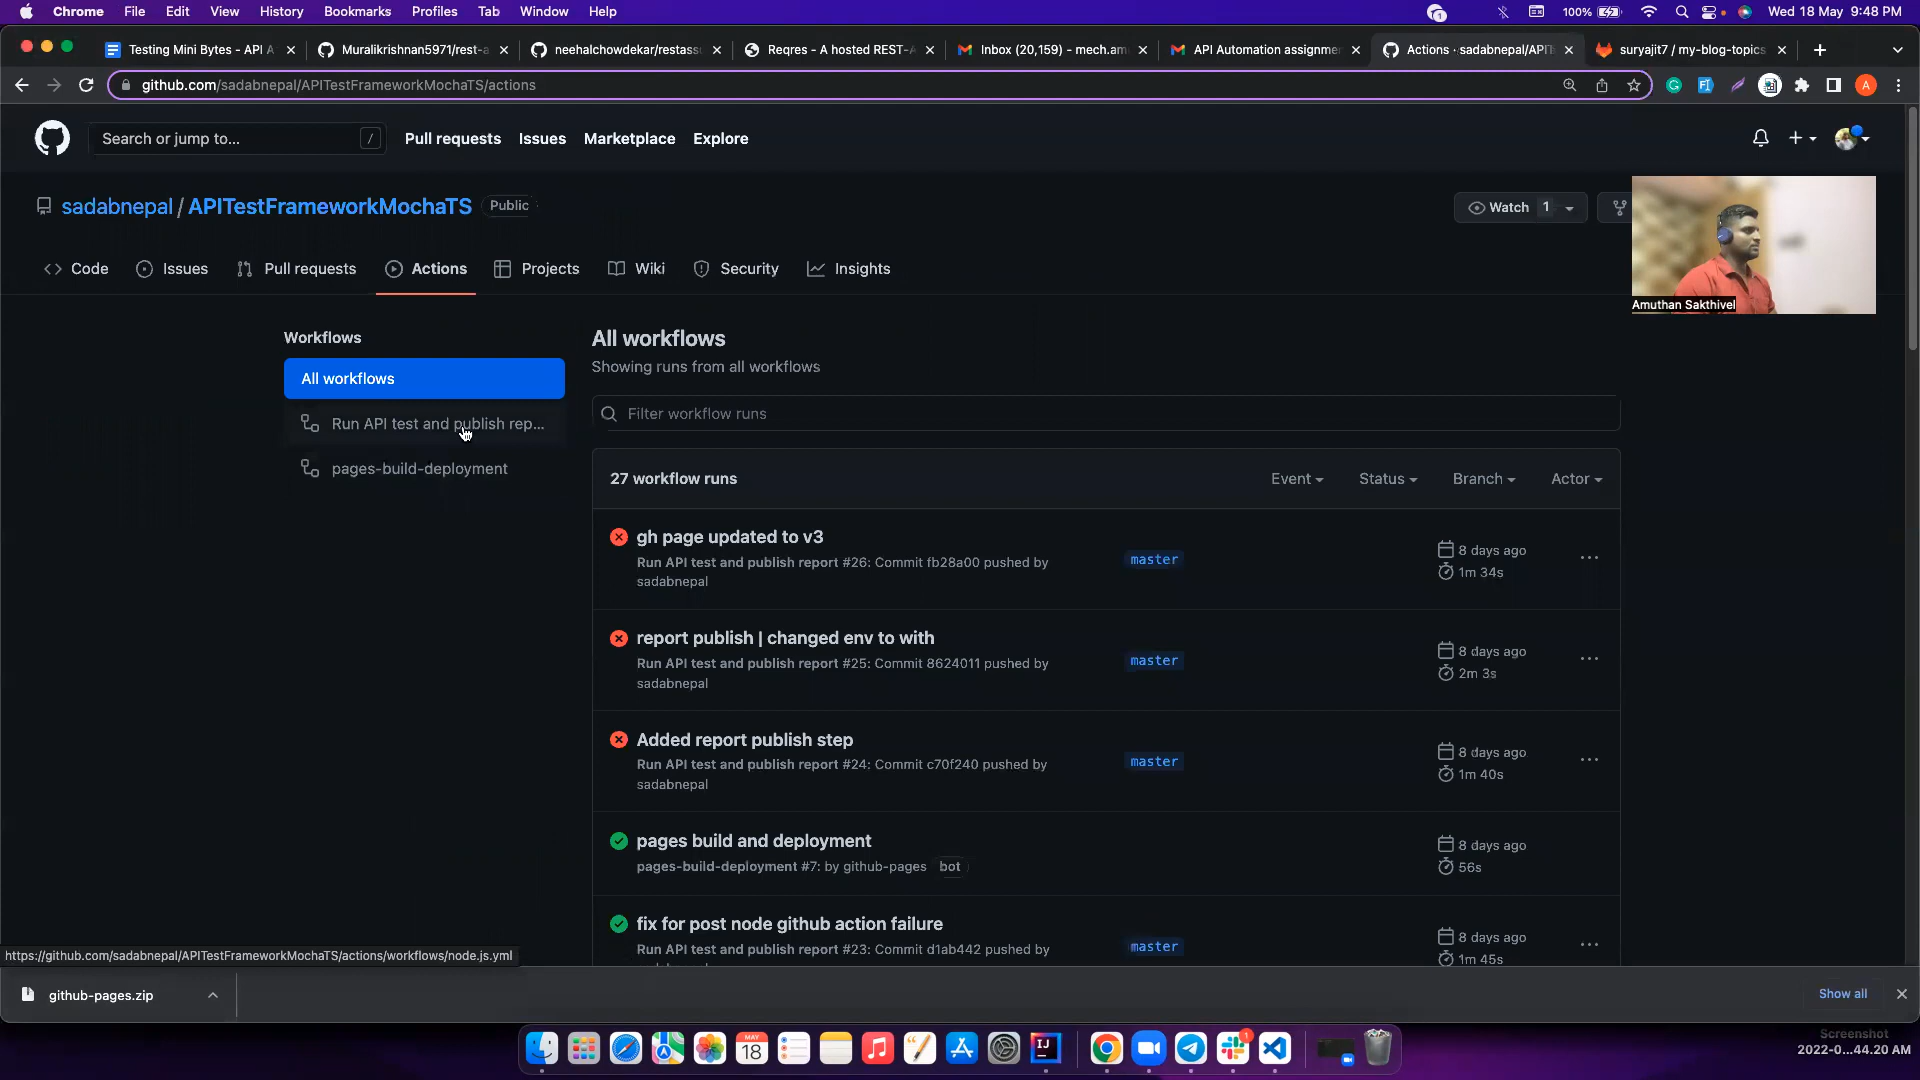 Chrome File Edit View History Bookmarks Profiles Tab Window Help
1 100% Wed 18 May 9:48 PM
Testing Mini Bytes - API A
Muralikrishnan5971/rest-a
neehalchowdekar/restassu
Reqres - A hosted REST-A
Inbox (20,159) - mech.am
API Automation assignmen
Actions · sadabnepal/APIT
suryajit7 / my-blog-topics
github.com/sadabnepal/APITestFrameworkMochaTS/actions
A
Search or jump to... /
Pull requests Issues Marketplace Explore
sadabnepal / APITestFrameworkMochaTS Public
Watch 1
Code Issues Pull requests Actions Projects Wiki Security Insights
Amuthan Sakthivel
Workflows
All workflows
Run API test and publish rep...
pages-build-deployment
All workflows
Showing runs from all workflows
Filter workflow runs
27 workflow runs
Event Status Branch Actor
gh page updated to v3
Run API test and publish report #26: Commit fb28a00 pushed by
sadabnepal
master
8 days ago
1m 34s
report publish | changed env to with
Run API test and publish report #25: Commit 8624011 pushed by
sadabnepal
master
8 days ago
2m 3s
Added report publish step
Run API test and publish report #24: Commit c70f240 pushed by
sadabnepal
master
8 days ago
1m 40s
pages build and deployment
pages-build-deployment #7: by github-pages bot
8 days ago
56s
fix for post node github action failure
Run API test and publish report #23: Commit d1ab442 pushed by
master
8 days ago
1m 45s
https://github.com/sadabnepal/APITestFrameworkMochaTS/actions/workflows/node.js.yml
github-pages.zip
Show all
MAY
18
IJ
1
Screenshot
2022-0...44.20 AM